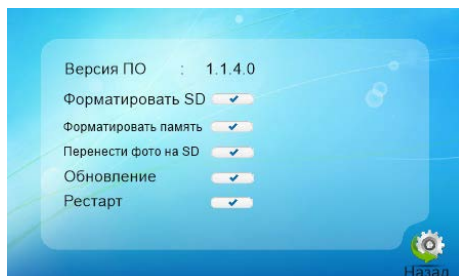 Версия ПО : 1.1.4.0
Форматировать SD
Форматировать память
Перенести фото на SD
Обновление
Рестарт
Назад